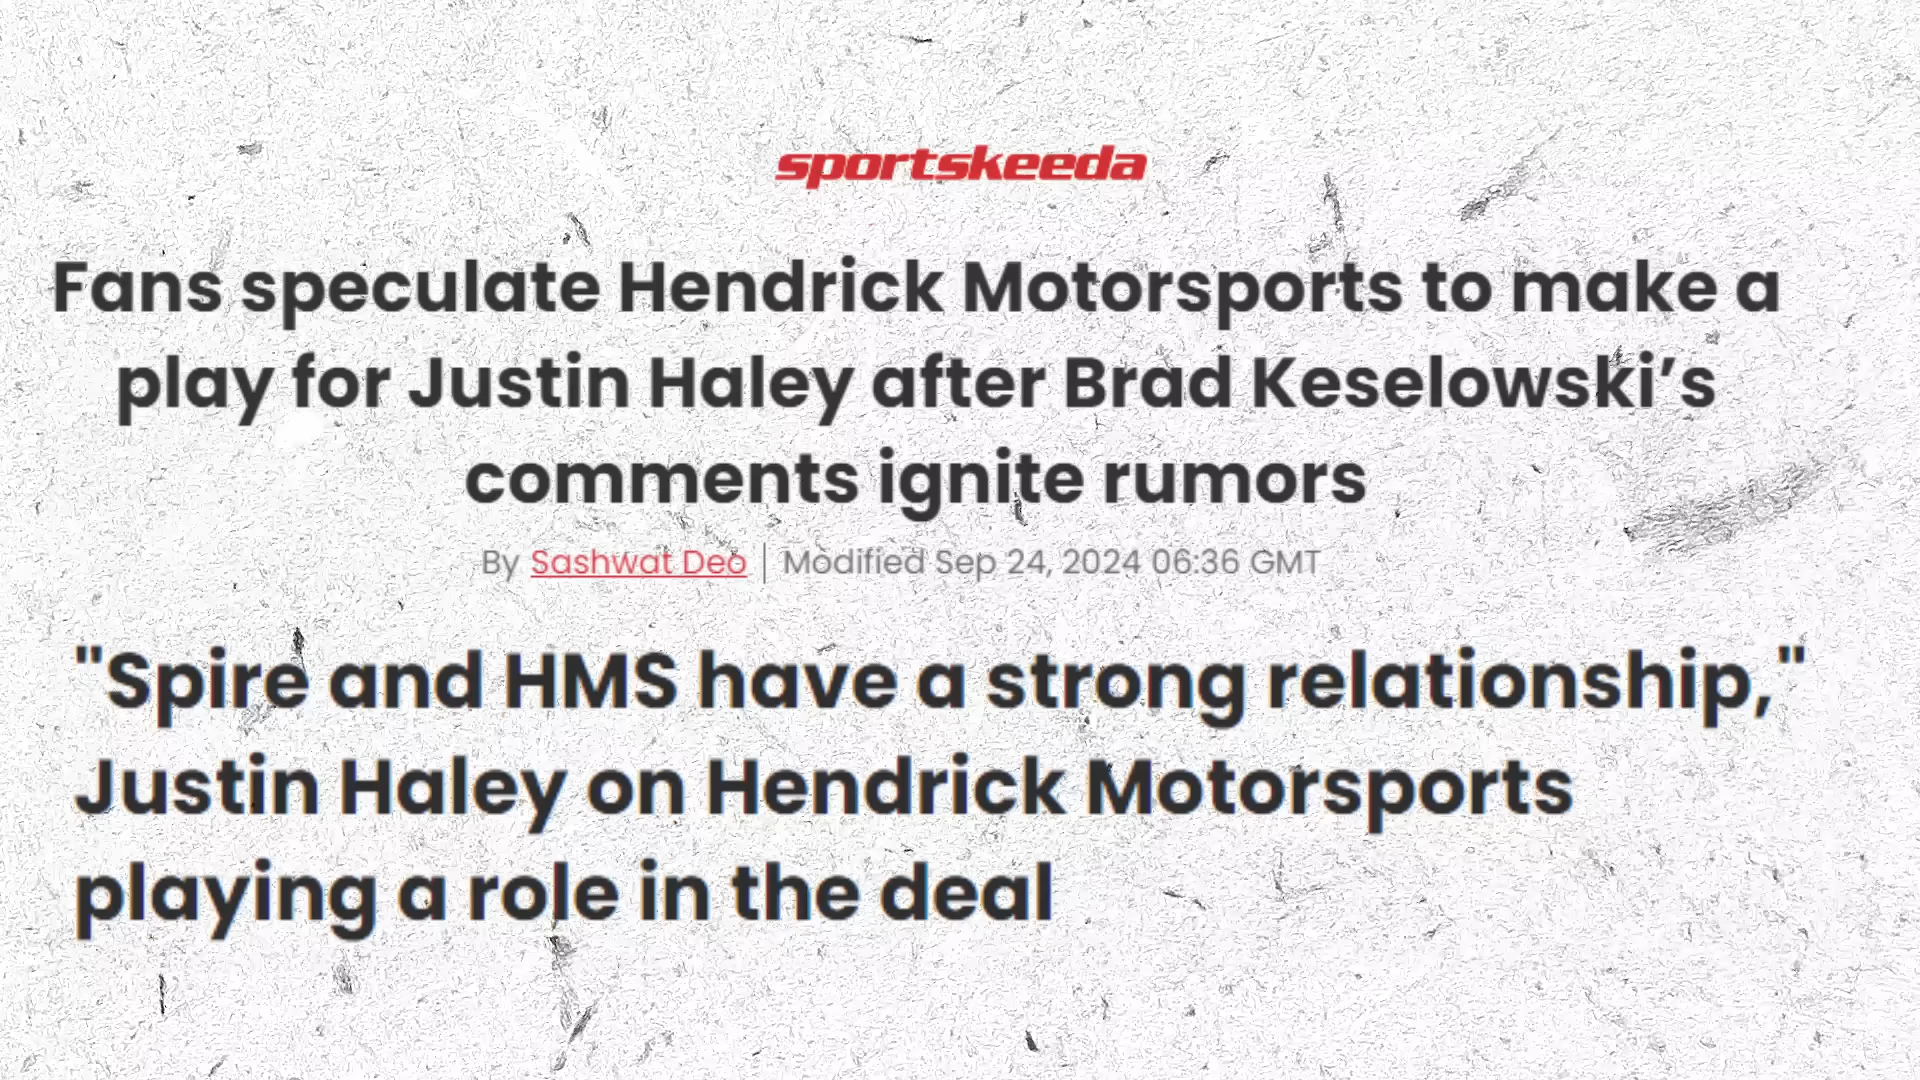 sportskeeda
Fans speculate Hendrick Motorsports to make a
play for Justin Haley after Brad Keselowski’s
comments ignite rumors
By Sashwat Deo | Modified Sep 24, 2024 06:36 GMT
"Spire and HMS have a strong relationship,"
Justin Haley on Hendrick Motorsports
playing a role in the deal